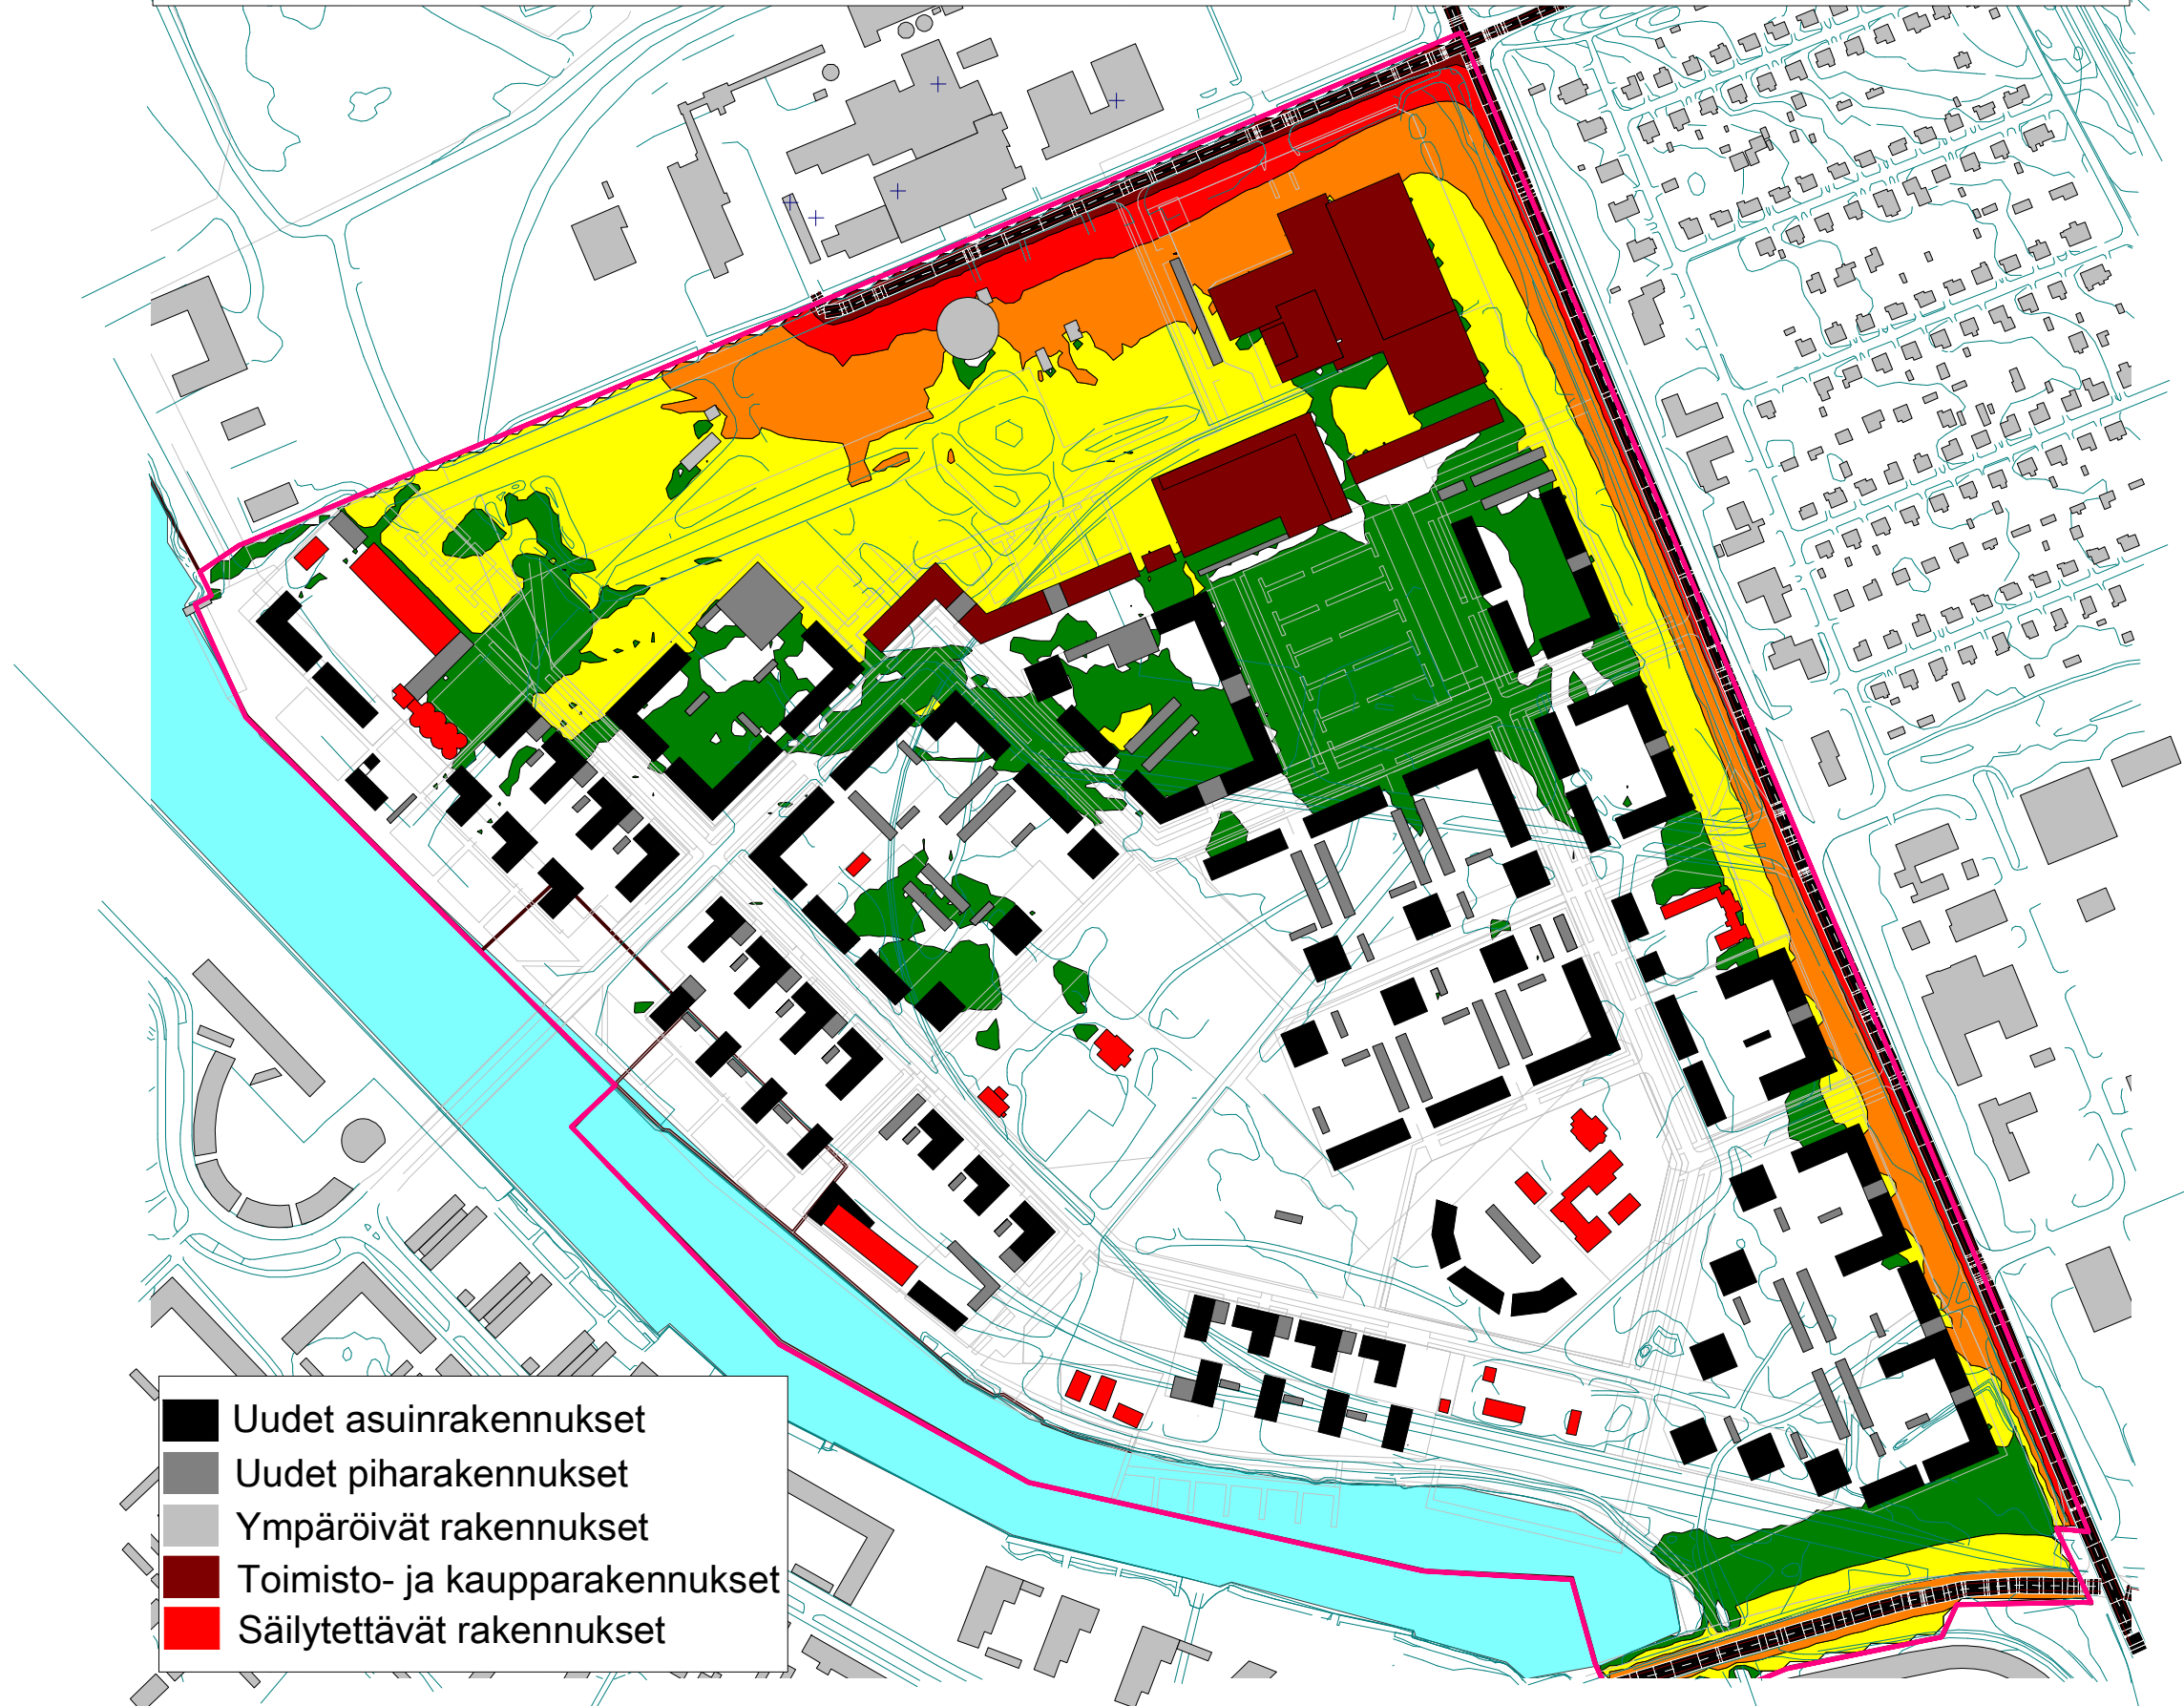 Uudet asuinrakennukset
Uudet piharakennukset
Ympäröivät rakennukset
Toimisto- ja kaupparakennukset
Säilytettävät rakennukset